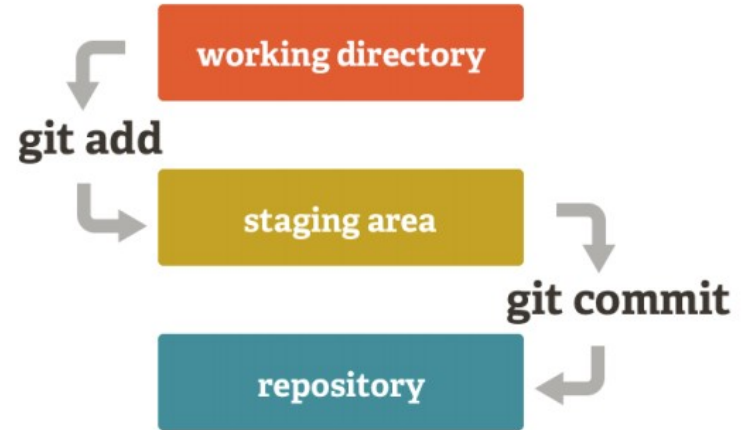 working directory
git add
staging area
git commit
repository